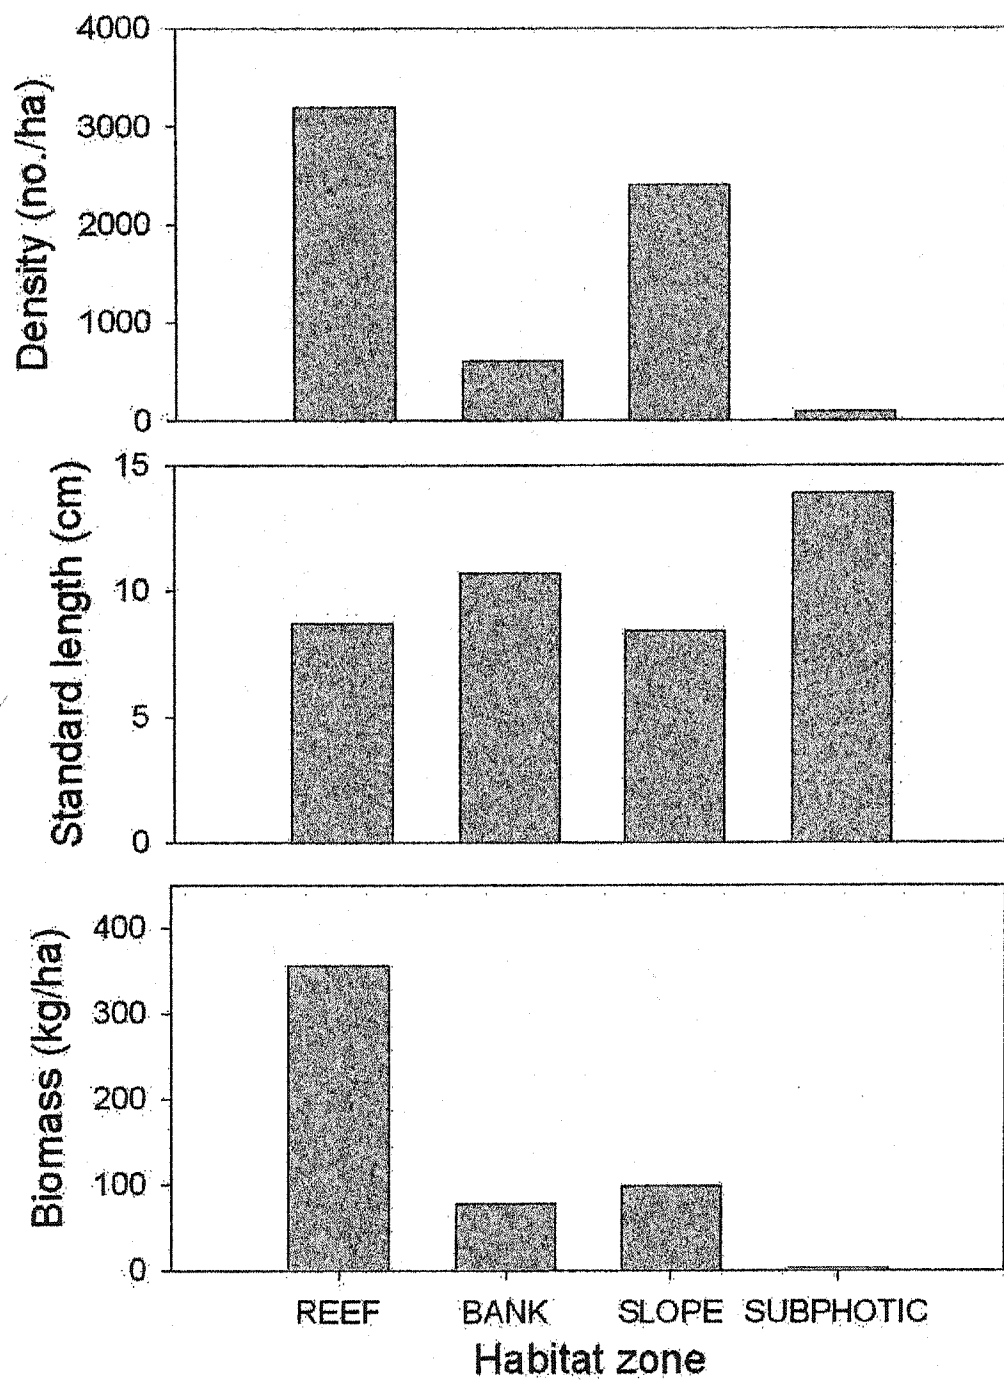 Density (no./ha)
4000
3000
2000
1000
0
Standard length (cm)
15
10
5
0
Biomass (kg/ha)
400
300
200
100
0
REEF BANK SLOPE SUBPHOTIC
Habitat zone